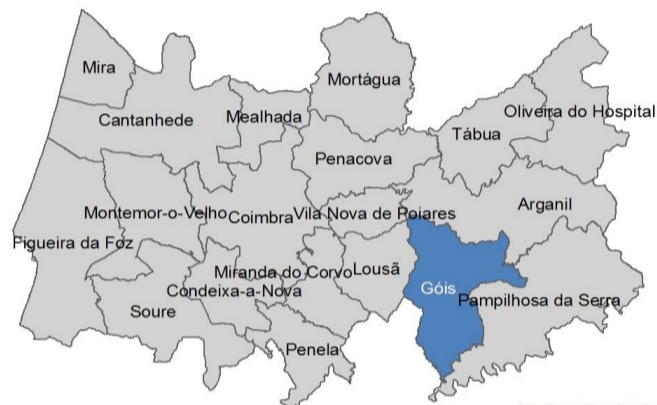 Mira
Mortágua
Cantanhede
Mealhada
Oliveira do Hospital
Tábua
Penacova
Montemor-o-Velho
Coimbra
Vila Nova de Poiares
Arganil
Figueira da Foz
Miranda do Corvo
Lousã
Condeixa-a-Nova
Góis
Pampilhosa da Serra
Soure
Penela